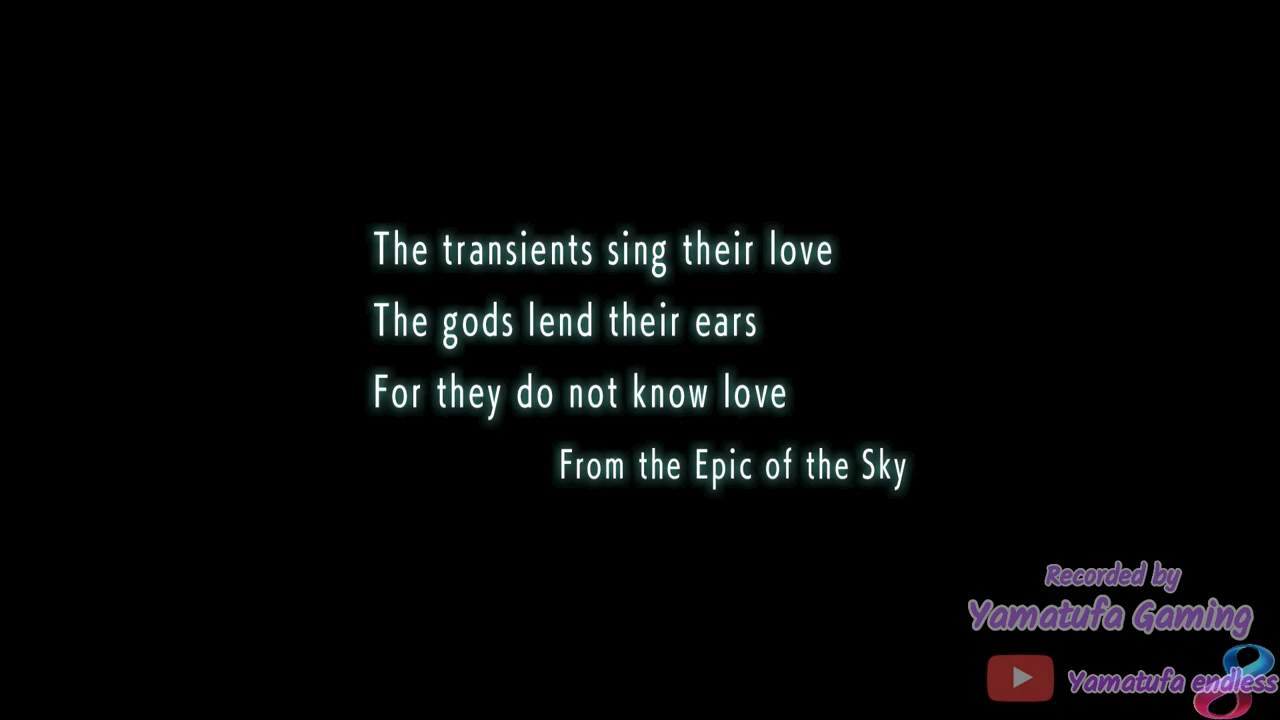 The transients sing their love
The gods lend their ears
For they do not know love
From the Epic of the Sky
Recorded by
Yamatufa Gaming
Yamatufa endless